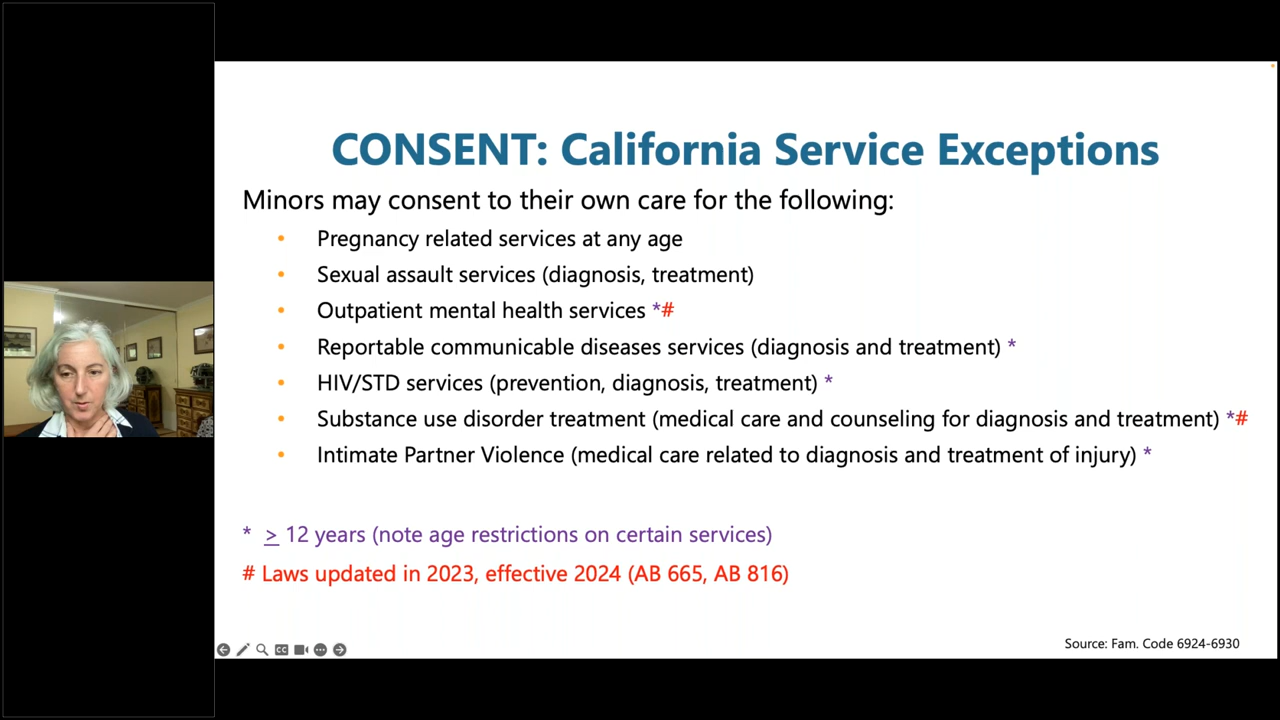 CONSENT: California Service Exceptions
Minors may consent to their own care for the following:
• Pregnancy related services at any age
• Sexual assault services (diagnosis, treatment)
• Outpatient mental health services *#
• Reportable communicable diseases services (diagnosis and treatment) *
• HIV/STD services (prevention, diagnosis, treatment) *
• Substance use disorder treatment (medical care and counseling for diagnosis and treatment) *#
• Intimate Partner Violence (medical care related to diagnosis and treatment of injury) *
* ≥ 12 years (note age restrictions on certain services)
# Laws updated in 2023, effective 2024 (AB 665, AB 816)
CC
Source: Fam. Code 6924-6930